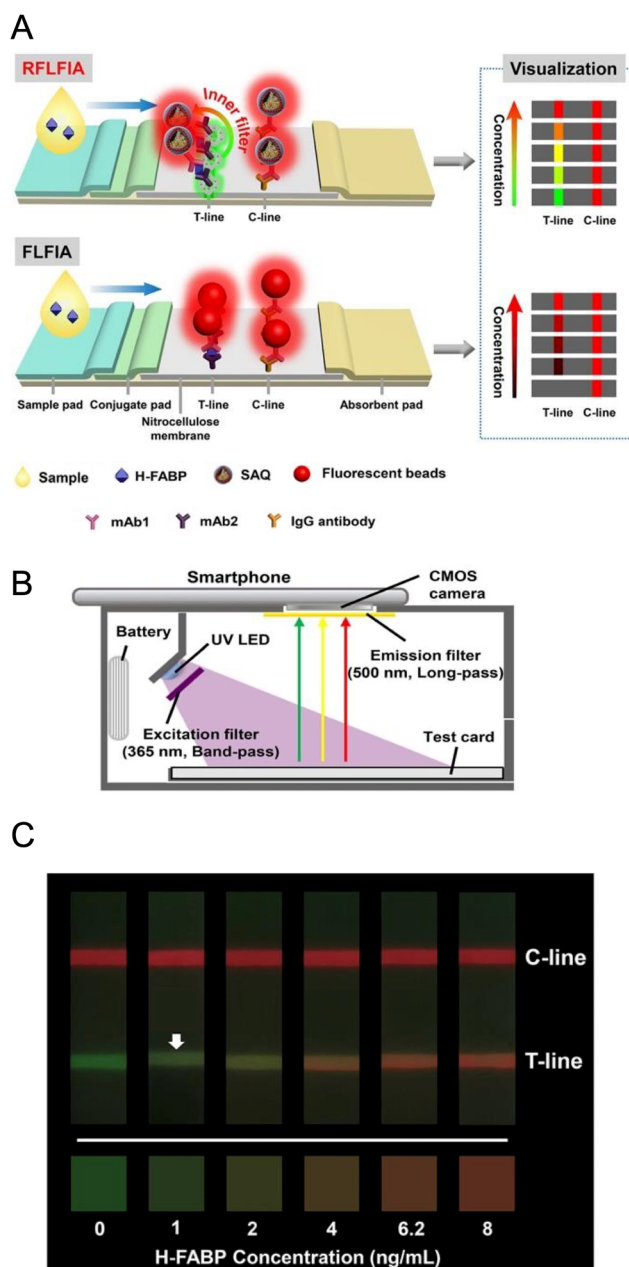 A
RFLFIA
Inner filter
T-line
C-line
Visualization
Concentration
T-line
C-line
FLFIA
Sample pad
Conjugate pad
Nitrocellulose
membrane
T-line
C-line
Absorbent pad
Concentration
T-line
C-line
Sample
H-FABP
SAQ
Fluorescent beads
mAb1
mAb2
IgG antibody
B
Smartphone
CMOS
camera
Battery
UV LED
Emission filter
(500 nm, Long-pass)
Excitation filter
(365 nm, Band-pass)
Test card
C
C-line
T-line
0 1 2 4 6.2 8
H-FABP Concentration (ng/mL)